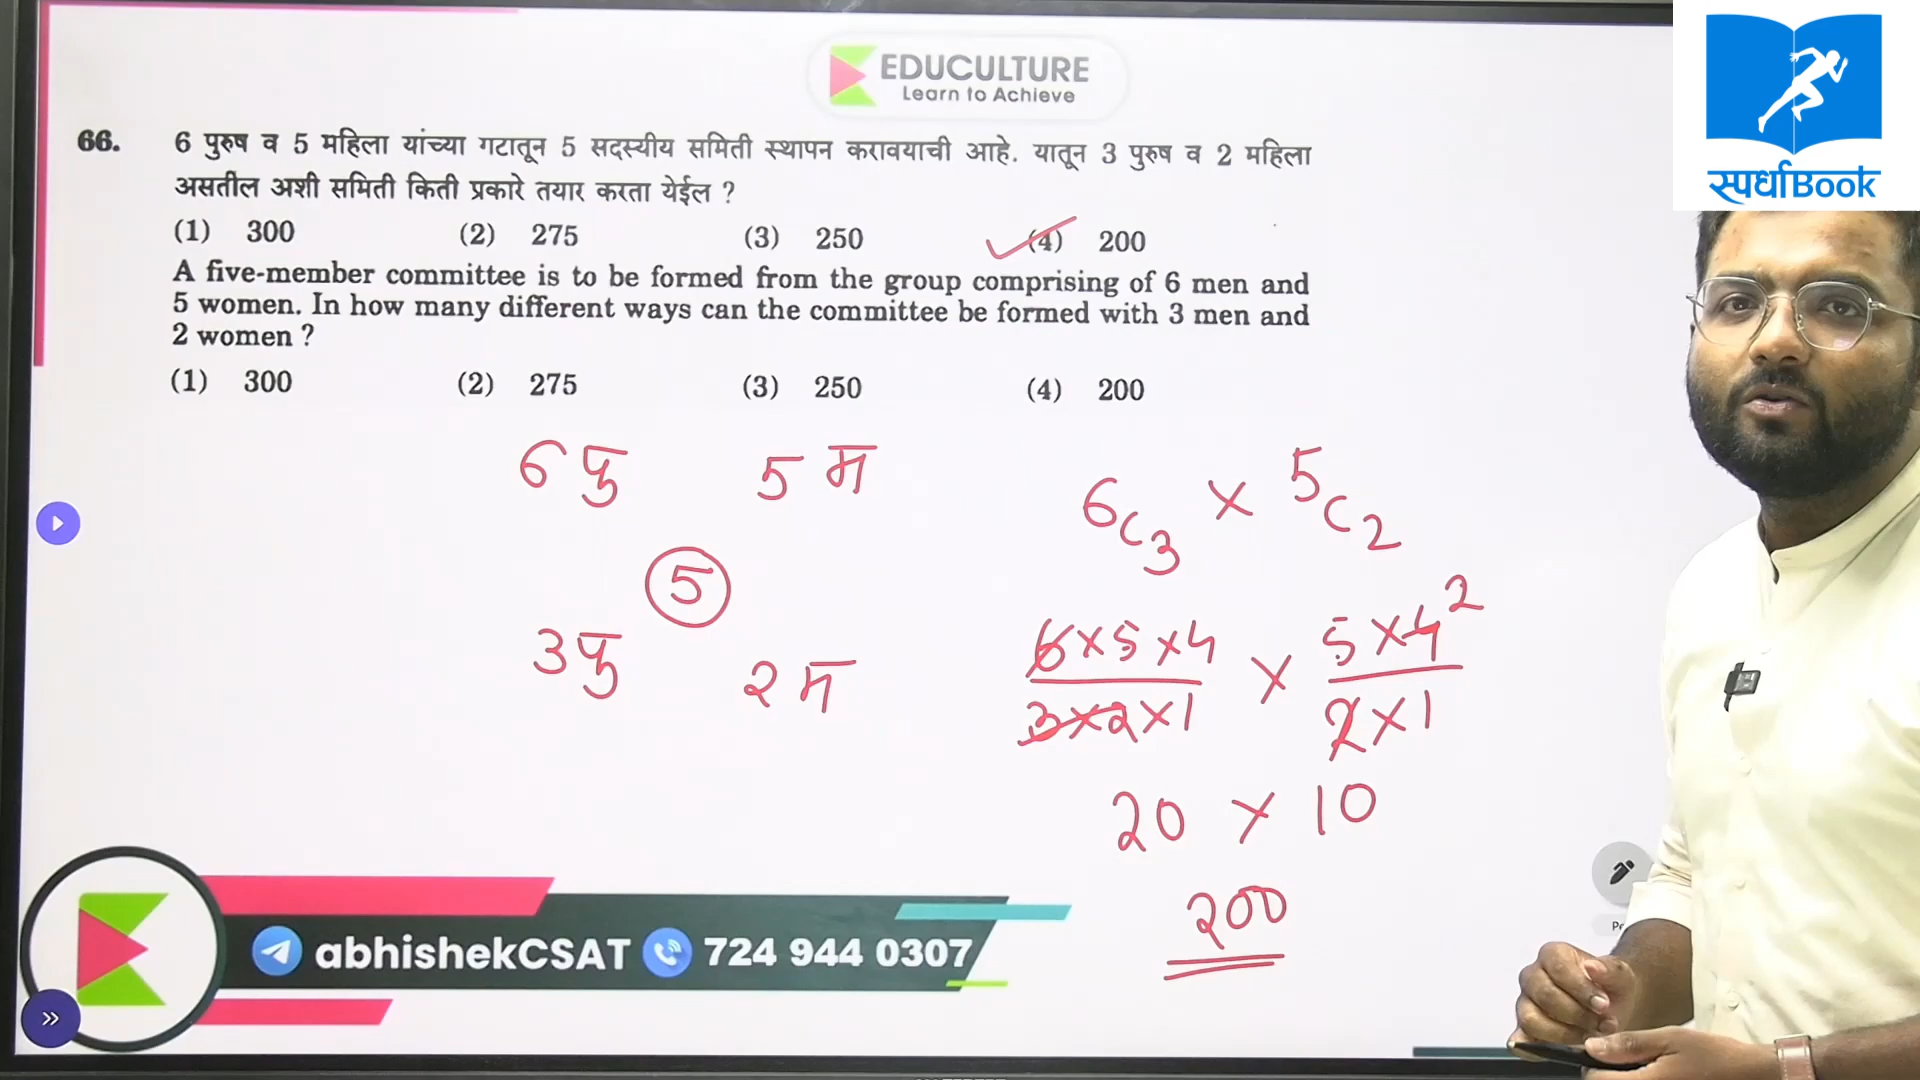 EDUCULTURE
Learn to Achieve
स्पर्धाBook
66. 6 पुरुष व 5 महिला यांच्या गटातून 5 सदस्यीय समिती स्थापन करावयाची आहे. यातून 3 पुरुष व 2 महिला
असतील अशी समिती किती प्रकारे तयार करता येईल ?
(1) 300 (2) 275 (3) 250 (4) 200
A five-member committee is to be formed from the group comprising of 6 men and
5 women. In how many different ways can the committee be formed with 3 men and
2 women ?
(1) 300 (2) 275 (3) 250 (4) 200
6 पु 5 म
5
3 पु 2 म
6C3 × 5C2
6×5×4 × 5×4 2
3×2×1 2×1
20 × 10
200
abhishekCSAT 724 944 0307